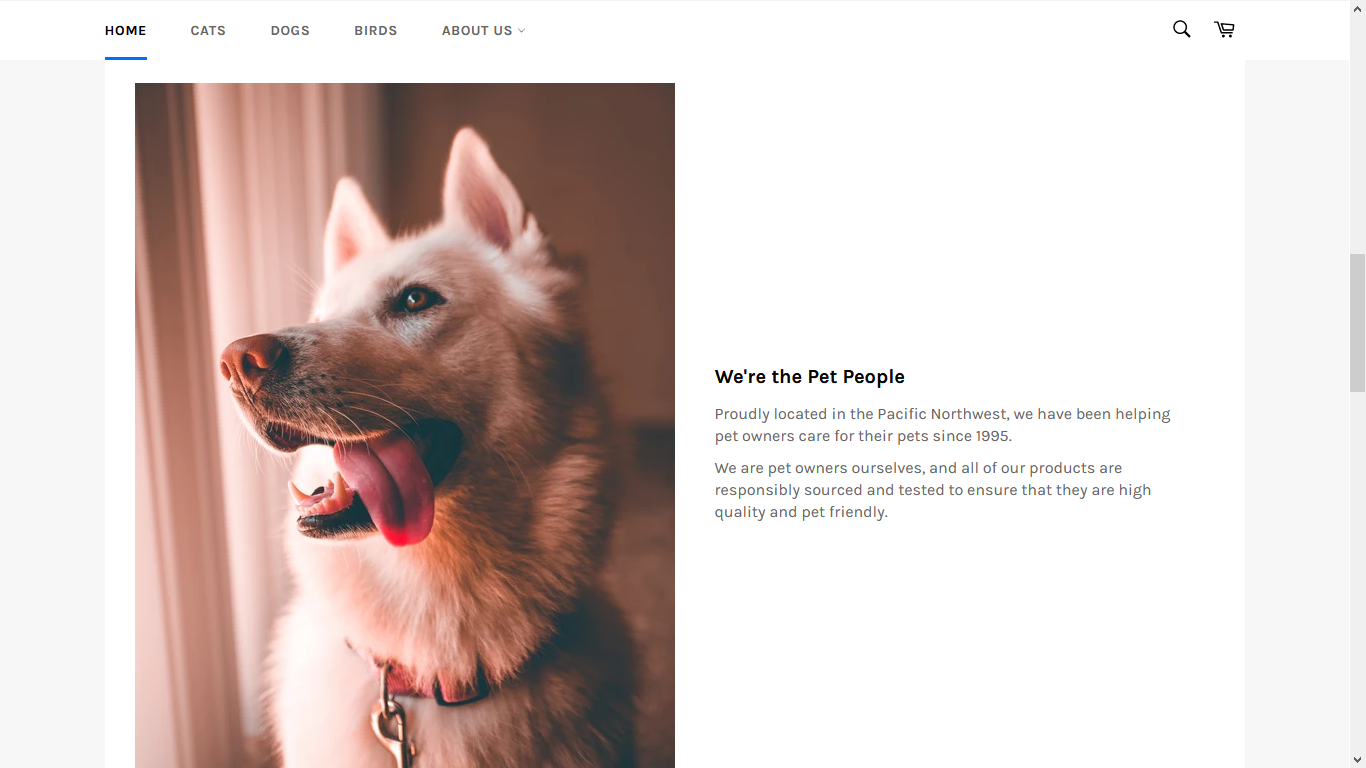 HOME CATS DOGS BIRDS ABOUT US
We're the Pet People
Proudly located in the Pacific Northwest, we have been helping
pet owners care for their pets since 1995.
We are pet owners ourselves, and all of our products are
responsibly sourced and tested to ensure that they are high
quality and pet friendly.